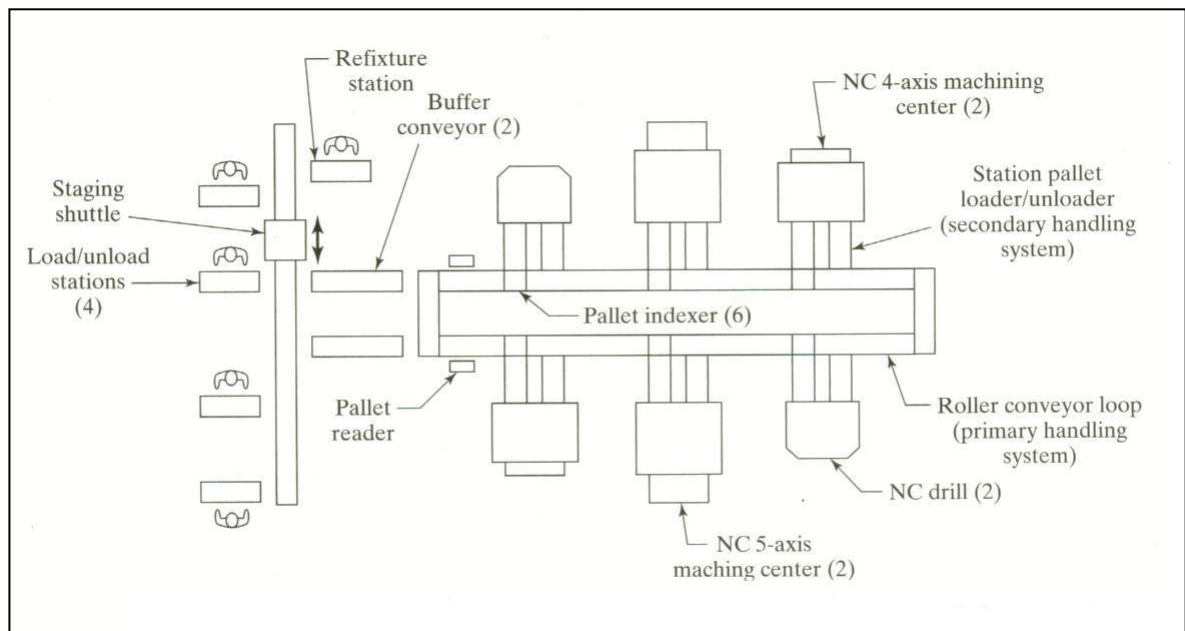 Refixture
station
Buffer
conveyor (2)
NC 4-axis machining
center (2)
Staging
shuttle
Station pallet
loader/unloader
(secondary handling
system)
Load/unload
stations
(4)
Pallet indexer (6)
Pallet
reader
Roller conveyor loop
(primary handling
system)
NC drill (2)
NC 5-axis
maching center (2)